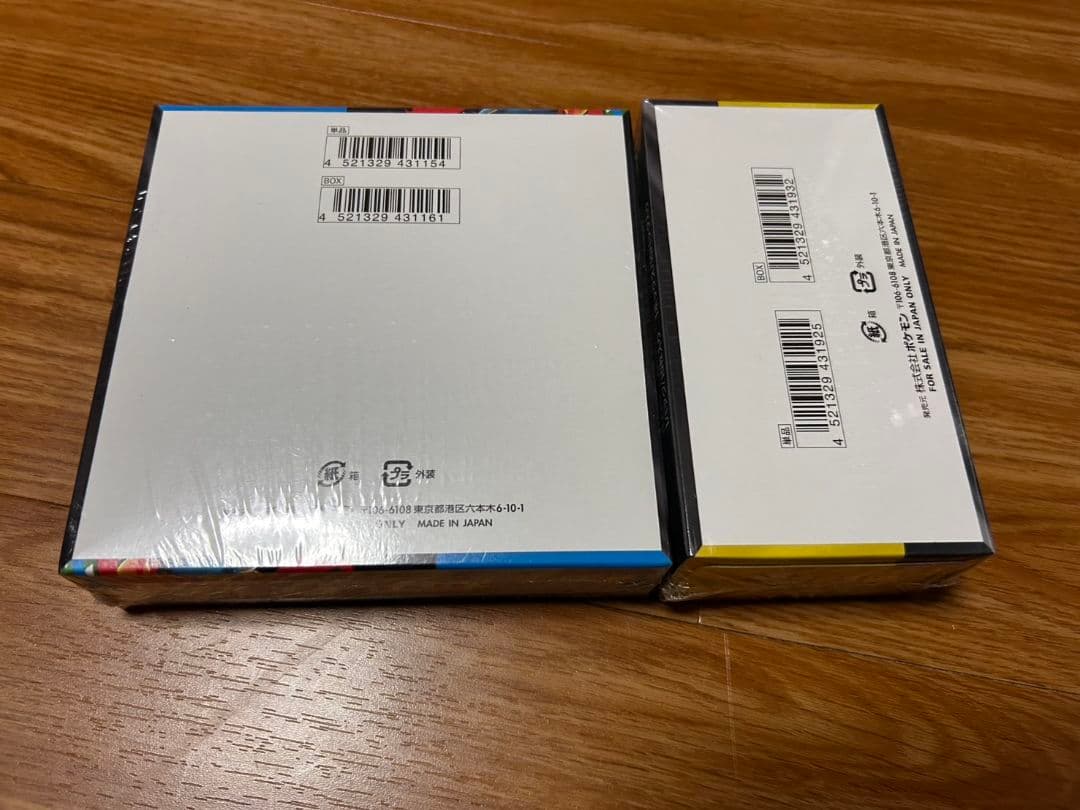 単品
4 521329 431154
BOX
4 521329 431161
紙 箱 プラ 外装
〒106-6108 東京都港区六本木6-10-1
ONLY MADE IN JAPAN
BOX
4 521329 431932
単品
4 521329 431925
紙 箱 プラ 外装
発売元 株式会社 ポケモン 〒106-6108 東京都港区六本木6-10-1
FOR SALE IN JAPAN ONLY MADE IN JAPAN